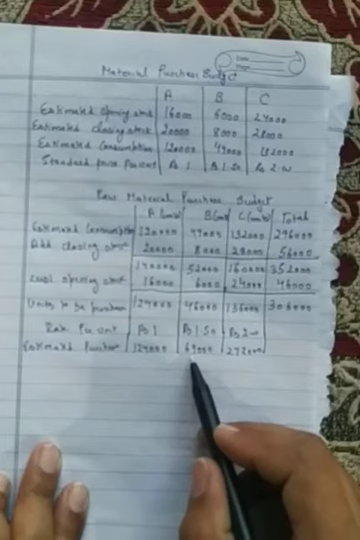 Date:
Page:
Material Purchase Budget
A B C
Estimated opening stock 16000 6000 24000
Estimated closing stock 20000 8000 28000
Estimated Consumption 120000 44000 132000
Standard Per unit Rs 1 Rs 1.50 Rs 2
Raw Material Purchase Budget
A (units) B (units) C (units) Total
Estimated Consumption 120000 44000 132000 296000
Add closing stock 20000 8000 28000 56000
140000 52000 160000 352000
Less opening stock 16000 6000 24000 46000
Units to be purchase 124000 46000 136000 306000
Rate Per unit Rs 1 Rs 1.50 Rs 2
Estimated Purchase 124000 69000 272000